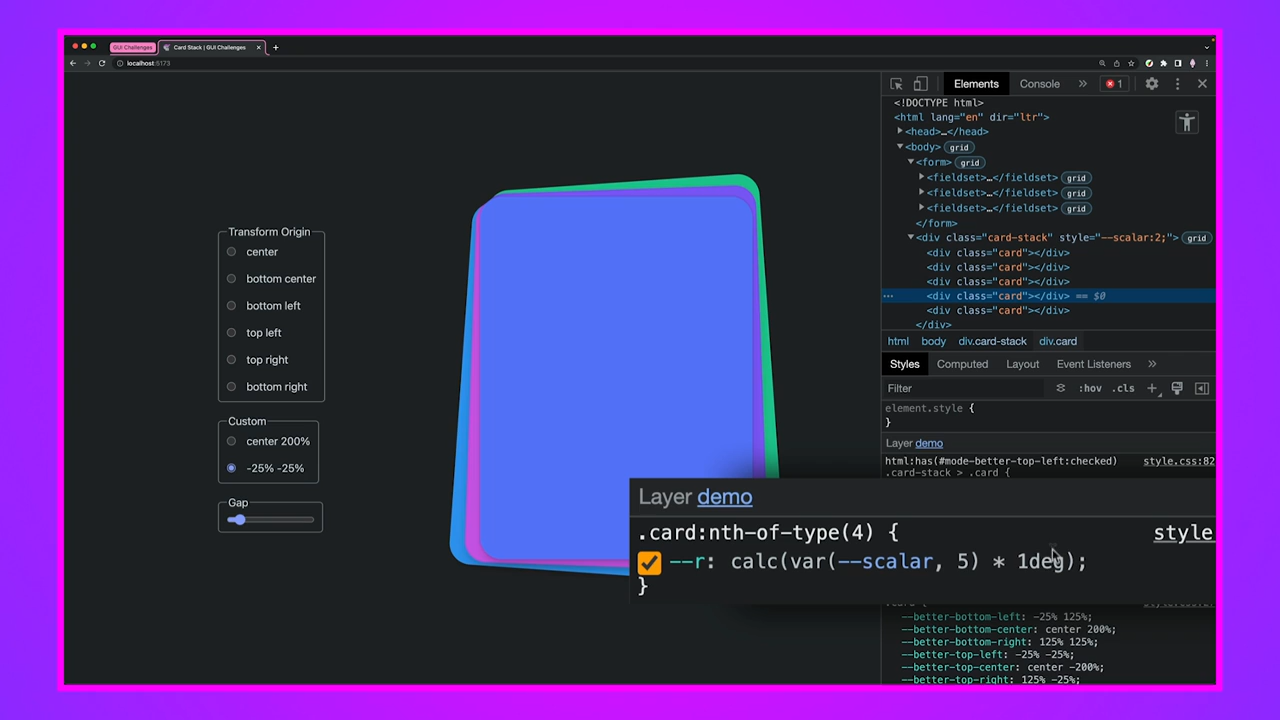 GUI Challenges
Card Stack | GUI Challenges
localhost:5173
Transform Origin
center
bottom center
bottom left
top left
top right
bottom right
Custom
center 200%
-25% -25%
Gap
Elements Console » 1
<!DOCTYPE html>
<html lang="en" dir="ltr">
<head>…</head>
<body> grid
<form> grid
<fieldset>…</fieldset> grid
<fieldset>…</fieldset> grid
<fieldset>…</fieldset> grid
</form>
<div class="card-stack" style="--scalar:2;"> grid
<div class="card"></div>
<div class="card"></div>
<div class="card"></div>
… <div class="card"></div> == $0
<div class="card"></div>
</div>
html body div.card-stack div.card
Styles Computed Layout Event Listeners »
Filter :hov .cls +
element.style {
}
Layer demo
html:has(#mode-better-top-left:checked) style.css:82
.card-stack > .card {
Layer demo
.card:nth-of-type(4) { style
--r: calc(var(--scalar, 5) * 1deg);
}
--better-bottom-left: -25% 125%;
--better-bottom-center: center 200%;
--better-bottom-right: 125% 125%;
--better-top-left: -25% -25%;
--better-top-center: center -200%;
--better-top-right: 125% -25%;